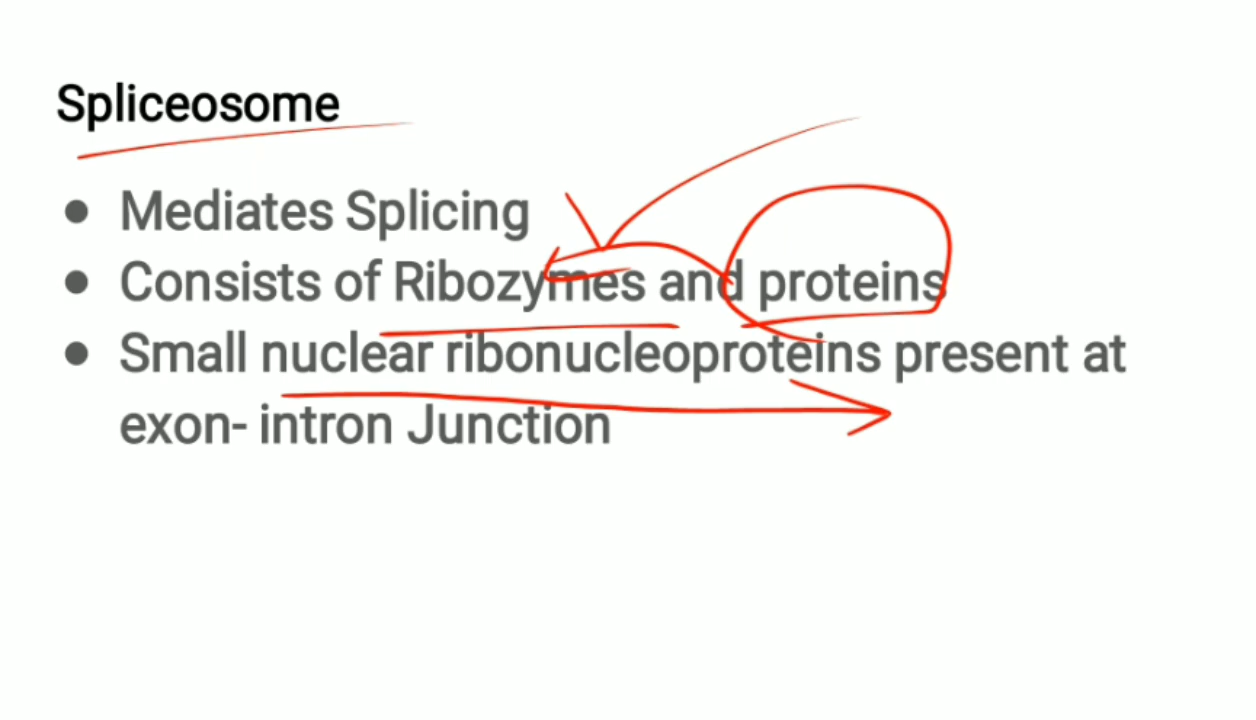 Spliceosome
● Mediates Splicing
● Consists of Ribozymes and proteins
● Small nuclear ribonucleoproteins present at
exon- intron Junction